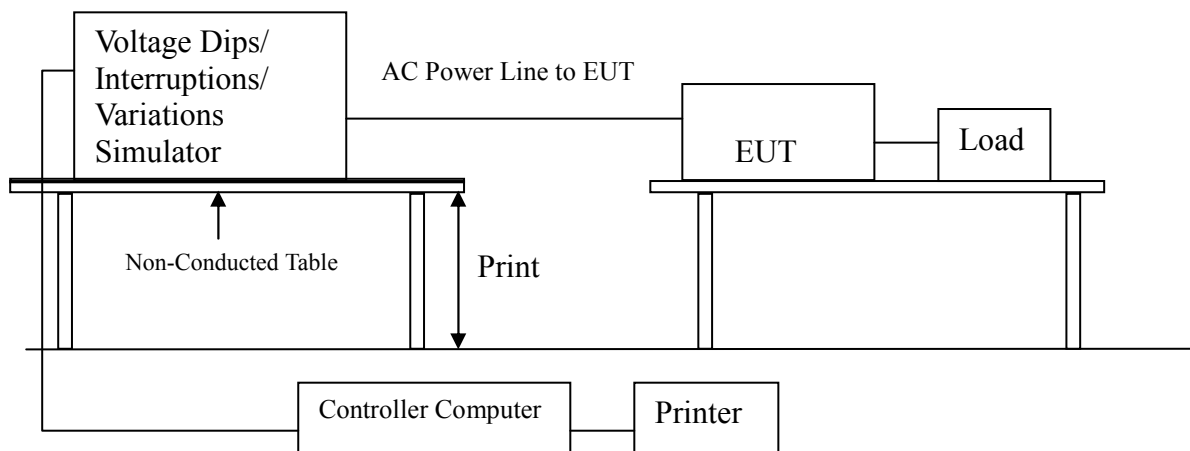 Voltage Dips/
Interruptions/
Variations
Simulator
AC Power Line to EUT
EUT
Load
Non-Conducted Table
Print
Controller Computer
Printer